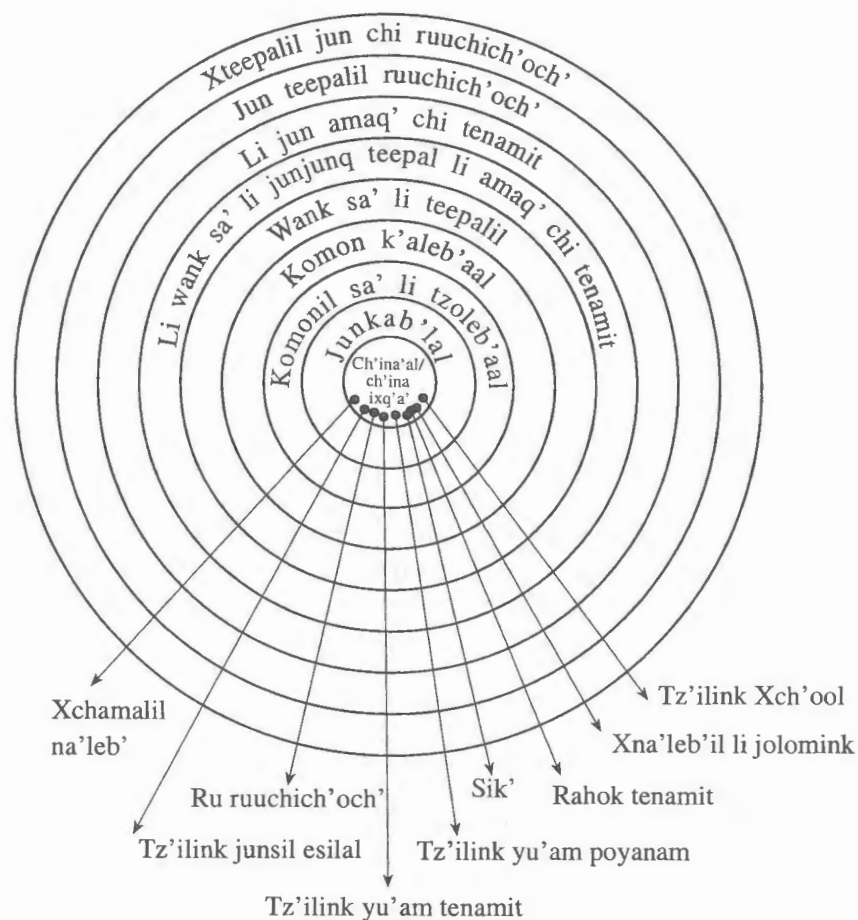 Xteepalil jun chi ruuchich'och'
Jun teepalil ruuchich'och'
Li jun amaq' chi tenamit
Li wank sa' li junjunq teepal li amaq' chi tenamit
Wank sa' li teepalil
Komon k'aleb'aal
Komonil sa' li tzoleb'aal
Junkab'lal
Ch'ina'al/
ch'ina
ixq'a'
Xchamalil
na'leb'
Tz'ilink junsil esilal
Ru ruuchich'och'
Tz'ilink yu'am tenamit
Tz'ilink yu'am poyanam
Sik'
Rahok tenamit
Xna'leb'il li jolomink
Tz'ilink Xch'ool